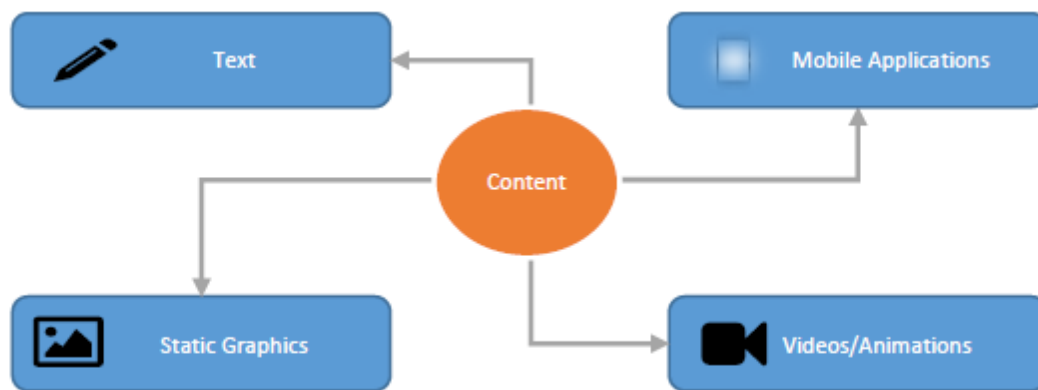 Text
Mobile Applications
Content
Static Graphics
Videos/Animations